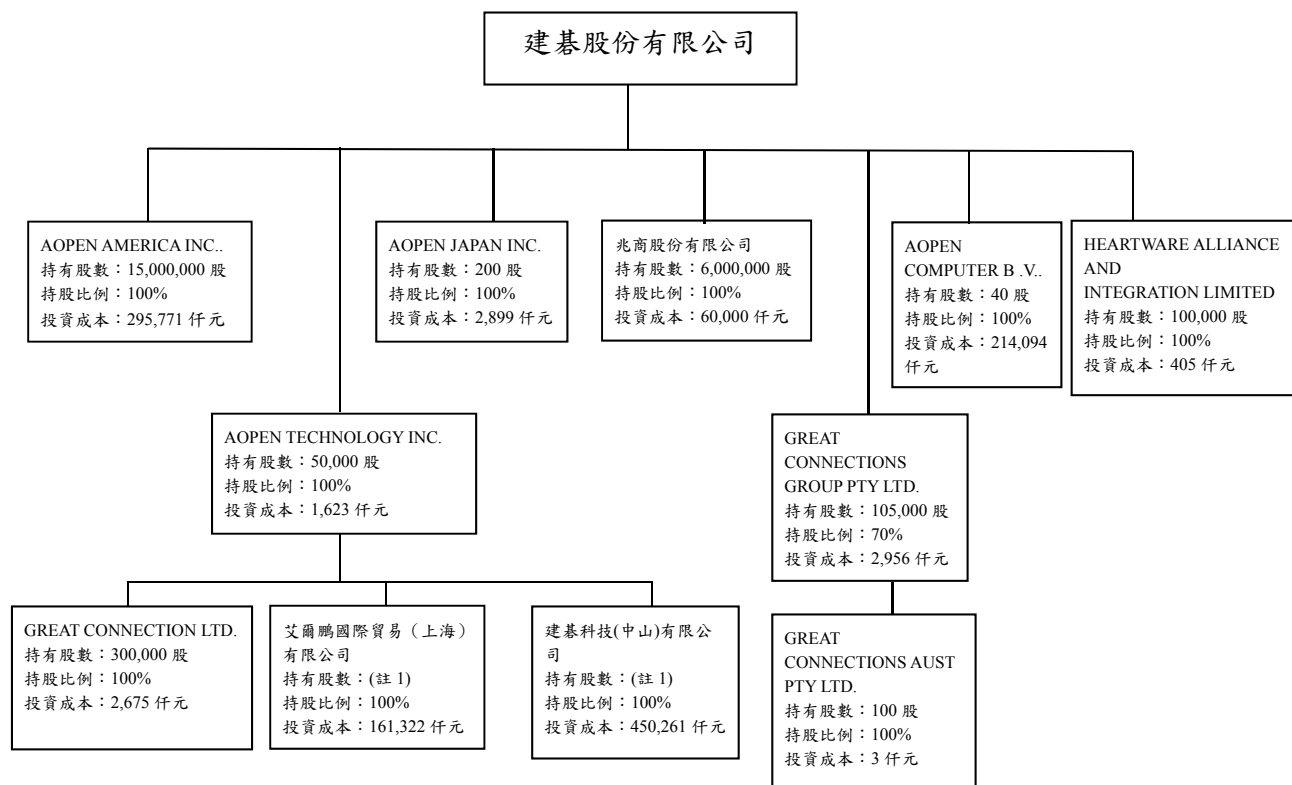 建碁股份有限公司
AOPEN AMERICA INC..
持有股數：15,000,000 股
持股比例：100%
投資成本：295,771 仟元
AOPEN JAPAN INC.
持有股數：200 股
持股比例：100%
投資成本：2,899 仟元
兆商股份有限公司
持有股數：6,000,000 股
持股比例：100%
投資成本：60,000 仟元
AOPEN
COMPUTER B .V..
持有股數：40 股
持股比例：100%
投資成本：214,094
仟元
HEARTWARE ALLIANCE
AND
INTEGRATION LIMITED
持有股數：100,000 股
持股比例：100%
投資成本：405 仟元
AOPEN TECHNOLOGY INC.
持有股數：50,000 股
持股比例：100%
投資成本：1,623 仟元
GREAT
CONNECTIONS
GROUP PTY LTD.
持有股數：105,000 股
持股比例：70%
投資成本：2,956 仟元
GREAT CONNECTION LTD.
持有股數：300,000 股
持股比例：100%
投資成本：2,675 仟元
艾爾鵬國際貿易（上海）
有限公司
持有股數：(註 1)
持股比例：100%
投資成本：161,322 仟元
建碁科技(中山)有限公
司
持有股數：(註 1)
持股比例：100%
投資成本：450,261 仟元
GREAT
CONNECTIONS AUST
PTY LTD.
持有股數：100 股
持股比例：100%
投資成本：3 仟元